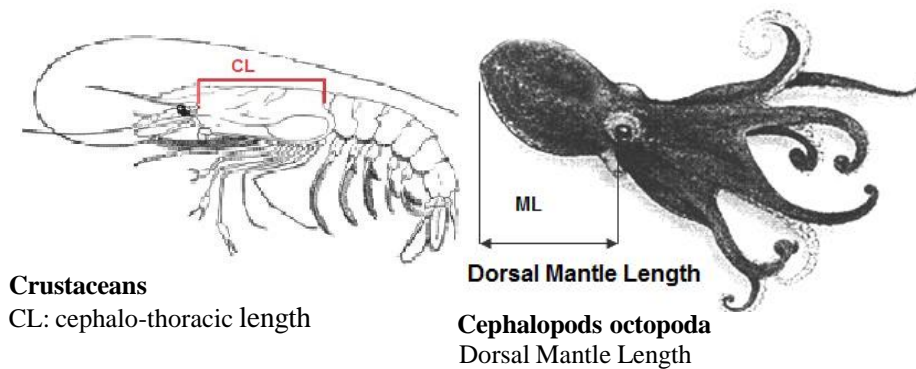 CL
Crustaceans
CL: cephalo-thoracic length
ML
Dorsal Mantle Length
Cephalopods octopoda
Dorsal Mantle Length